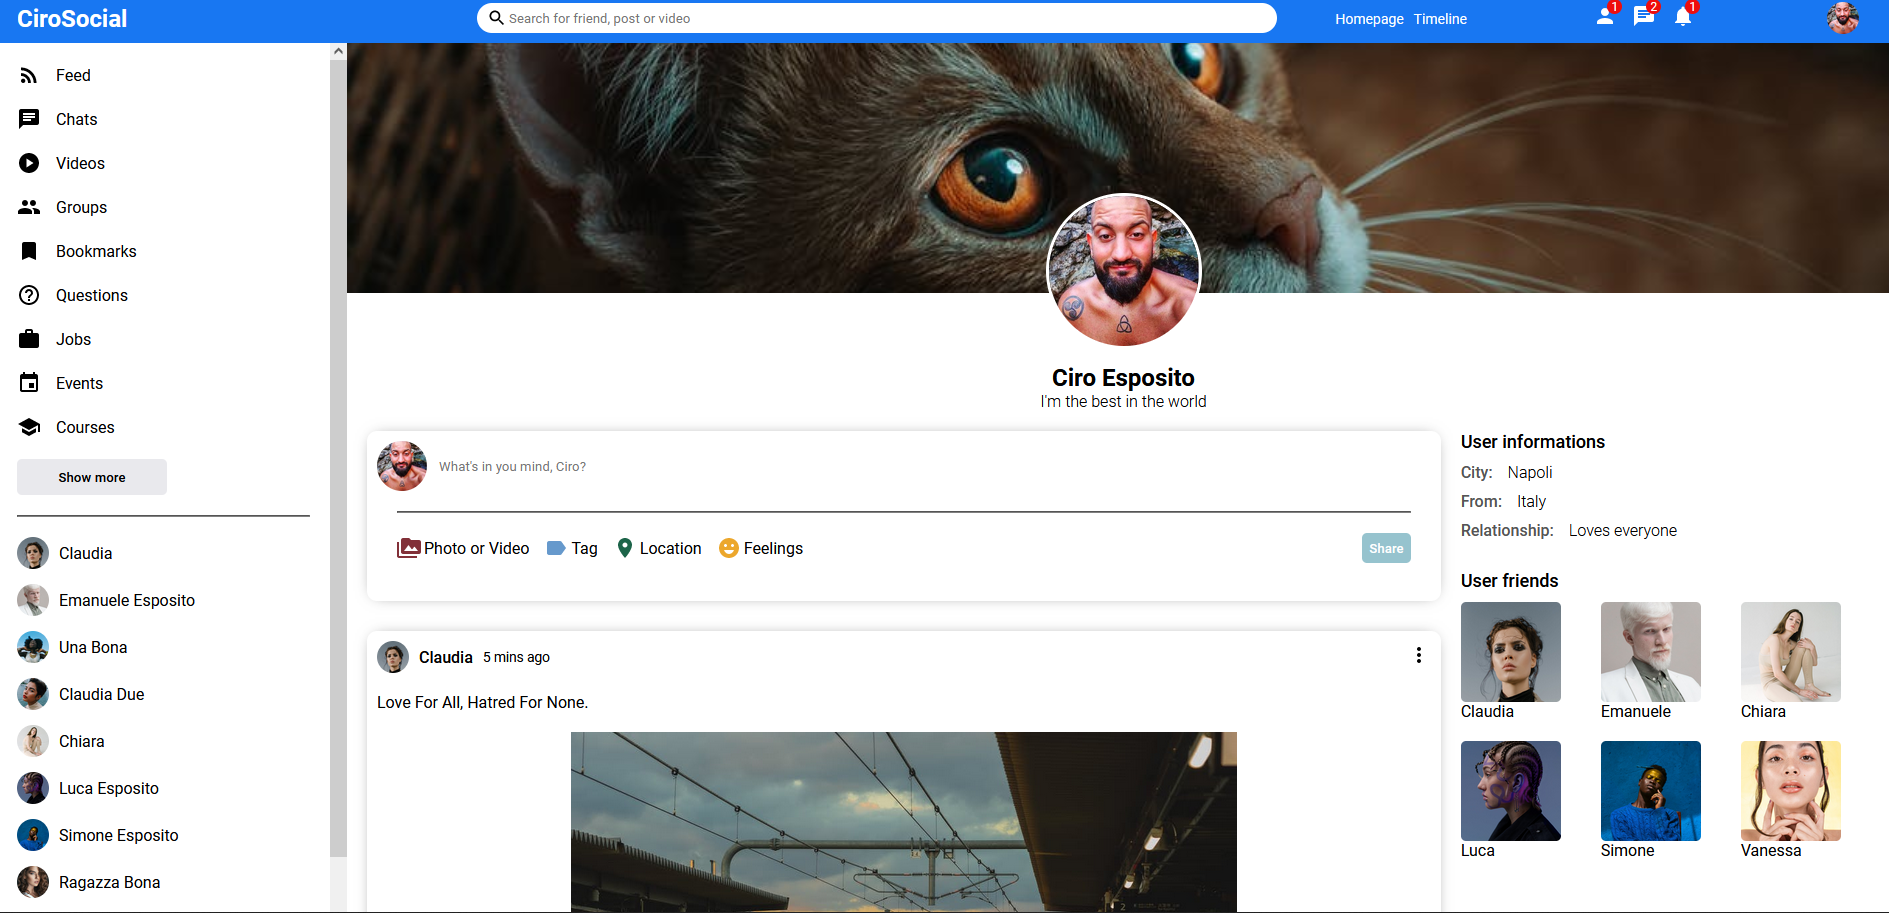 CiroSocial
Search for friend, post or video
Homepage Timeline
1
2
1
Feed
Chats
Videos
Groups
Bookmarks
Questions
Jobs
Events
Courses
Show more
Claudia
Emanuele Esposito
Una Bona
Claudia Due
Chiara
Luca Esposito
Simone Esposito
Ragazza Bona
Ciro Esposito
I'm the best in the world
What's in you mind, Ciro?
Photo or Video Tag Location Feelings Share
Claudia 5 mins ago
Love For All, Hatred For None.
2
User informations
City: Napoli
From: Italy
Relationship: Loves everyone
User friends
Claudia Emanuele Chiara
Luca Simone Vanessa